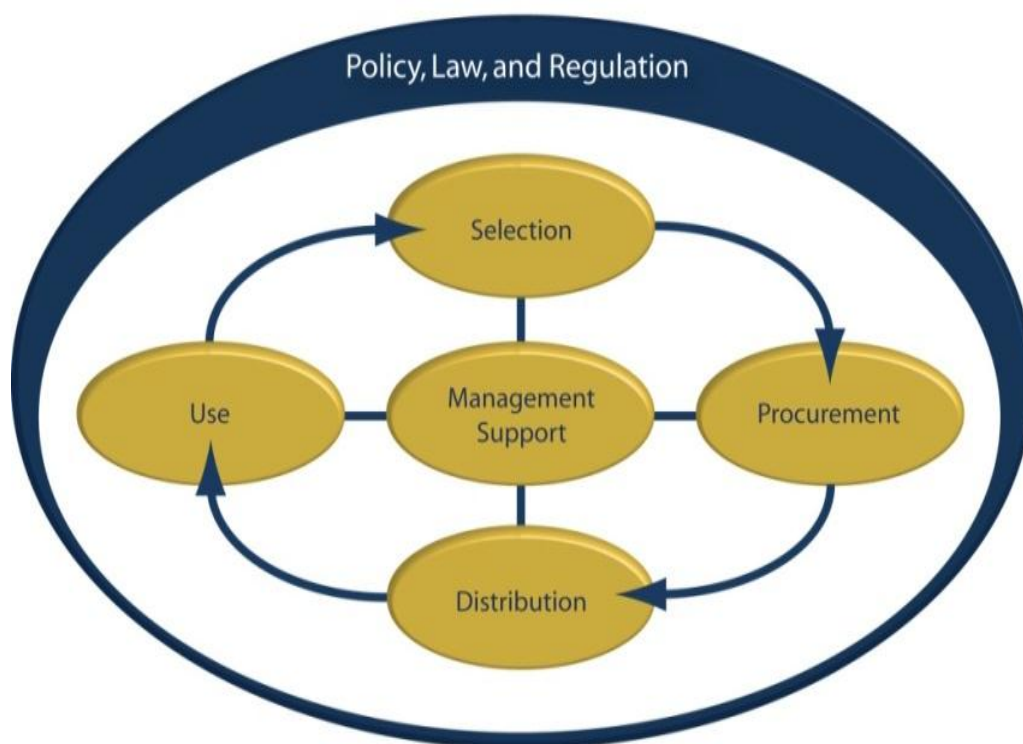 Policy, Law, and Regulation
Selection
Use
Management
Support
Procurement
Distribution